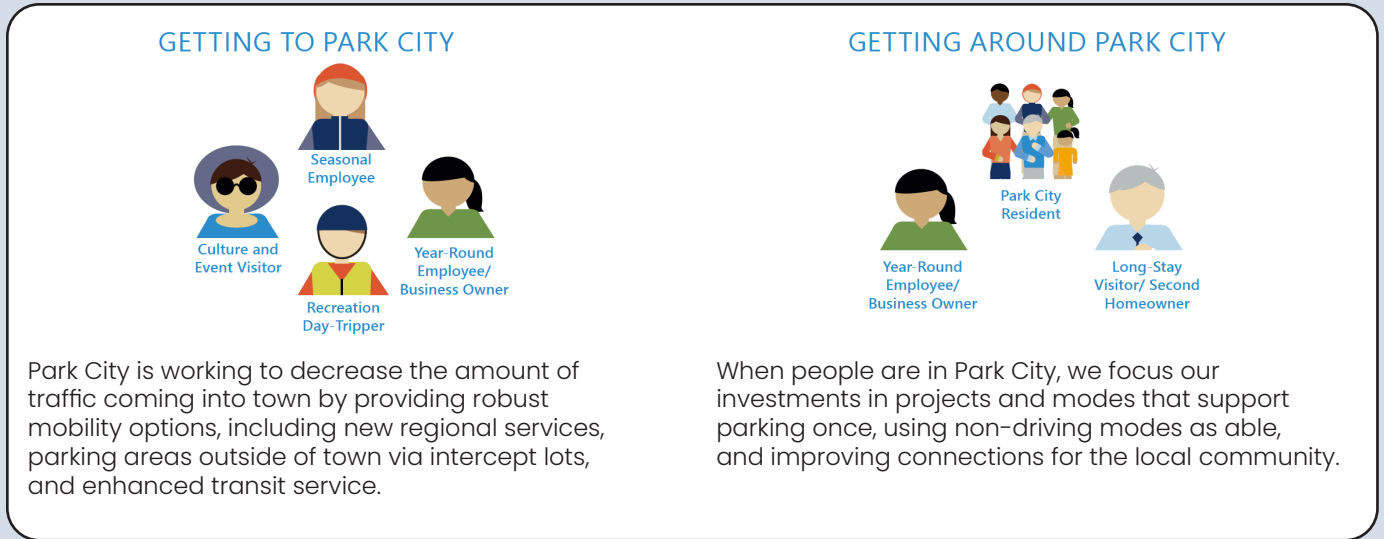 GETTING TO PARK CITY
Seasonal
Employee
Culture and
Event Visitor
Year-Round
Employee/
Business Owner
Recreation
Day-Tripper
Park City is working to decrease the amount of
traffic coming into town by providing robust
mobility options, including new regional services,
parking areas outside of town via intercept lots,
and enhanced transit service.
GETTING AROUND PARK CITY
Park City
Resident
Year-Round
Employee/
Business Owner
Long-Stay
Visitor/ Second
Homeowner
When people are in Park City, we focus our
investments in projects and modes that support
parking once, using non-driving modes as able,
and improving connections for the local community.